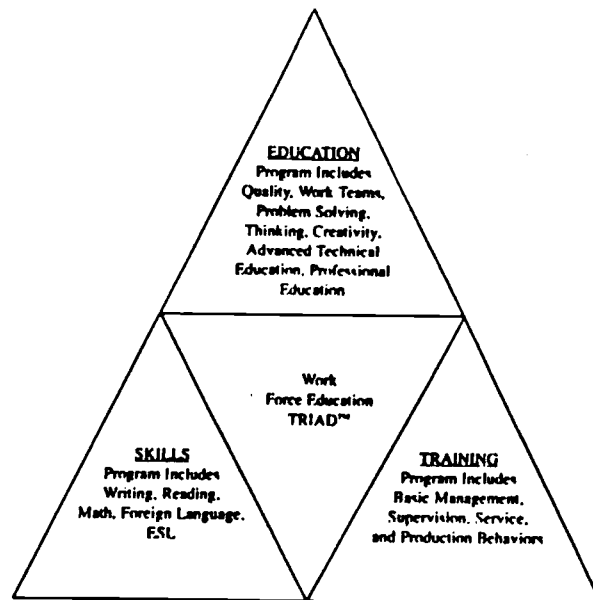 EDUCATION
Program Includes
Quality, Work Teams,
Problem Solving,
Thinking, Creativity,
Advanced Technical
Education, Professional
Education
Work
Force Education
TRIAD™
SKILLS
Program Includes
Writing, Reading,
Math, Foreign Language,
ESL
TRAINING
Program Includes
Basic Management,
Supervision, Service,
and Production Behaviors